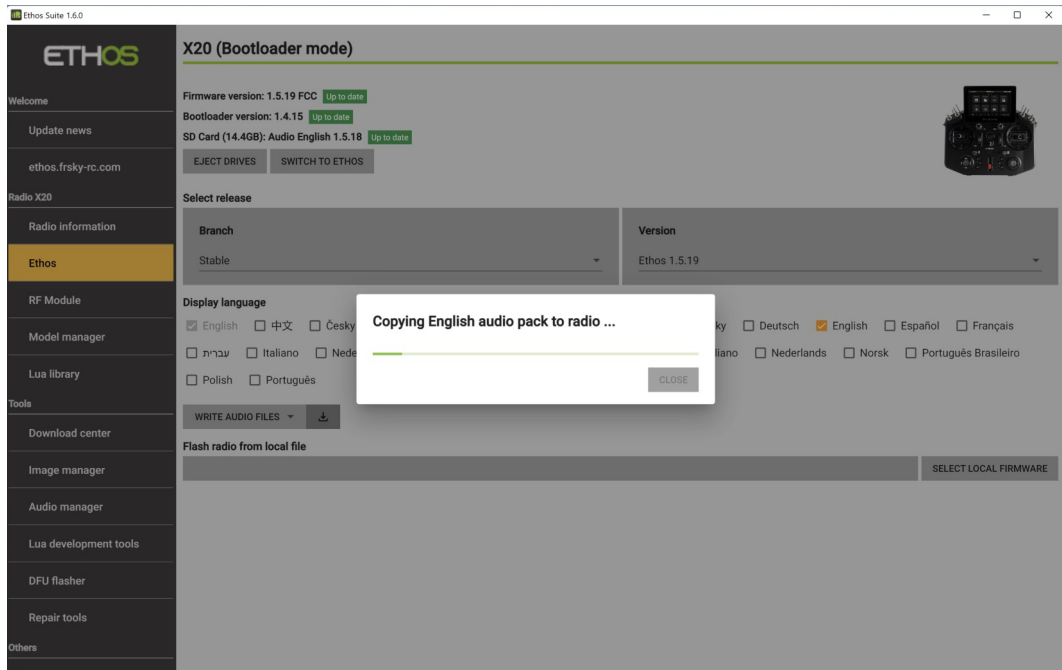 Ethos Suite 1.6.0
ETHOS
Welcome
Update news
ethos.frsky-rc.com
Radio X20
Radio information
Ethos
RF Module
Model manager
Lua library
Tools
Download center
Image manager
Audio manager
Lua development tools
DFU flasher
Repair tools
Others
X20 (Bootloader mode)
Firmware version: 1.5.19 FCC Up to date
Bootloader version: 1.4.15 Up to date
SD Card (14.4GB): Audio English 1.5.18 Up to date
EJECT DRIVES SWITCH TO ETHOS
Select release
Branch
Stable
Version
Ethos 1.5.19
Display language
English 中文 Česky
עברית Italiano
Polish Português
Deutsch English Español Français
Nederlands Norsk Português Brasileiro
Copying English audio pack to radio ...
CLOSE
WRITE AUDIO FILES
Flash radio from local file
SELECT LOCAL FIRMWARE